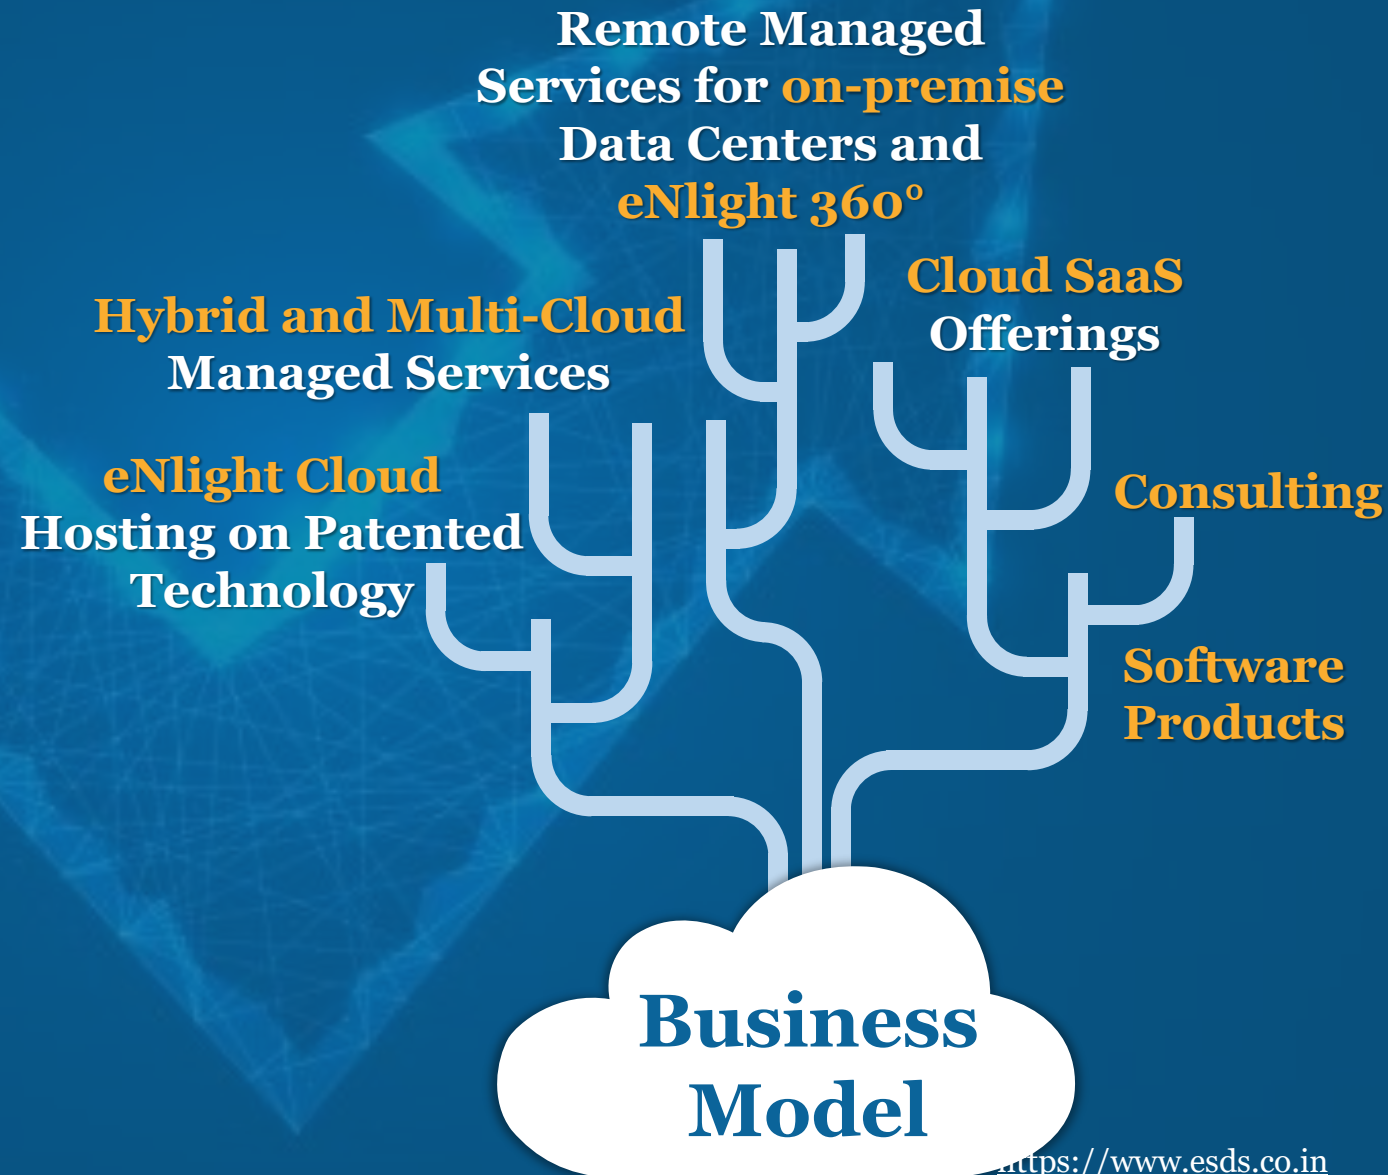 Remote Managed
Services for on-premise
Data Centers and
eNlight 360°
Cloud SaaS
Offerings
Hybrid and Multi-Cloud
Managed Services
eNlight Cloud
Hosting on Patented
Technology
Consulting
Software
Products
Business
Model
https://www.esds.co.in